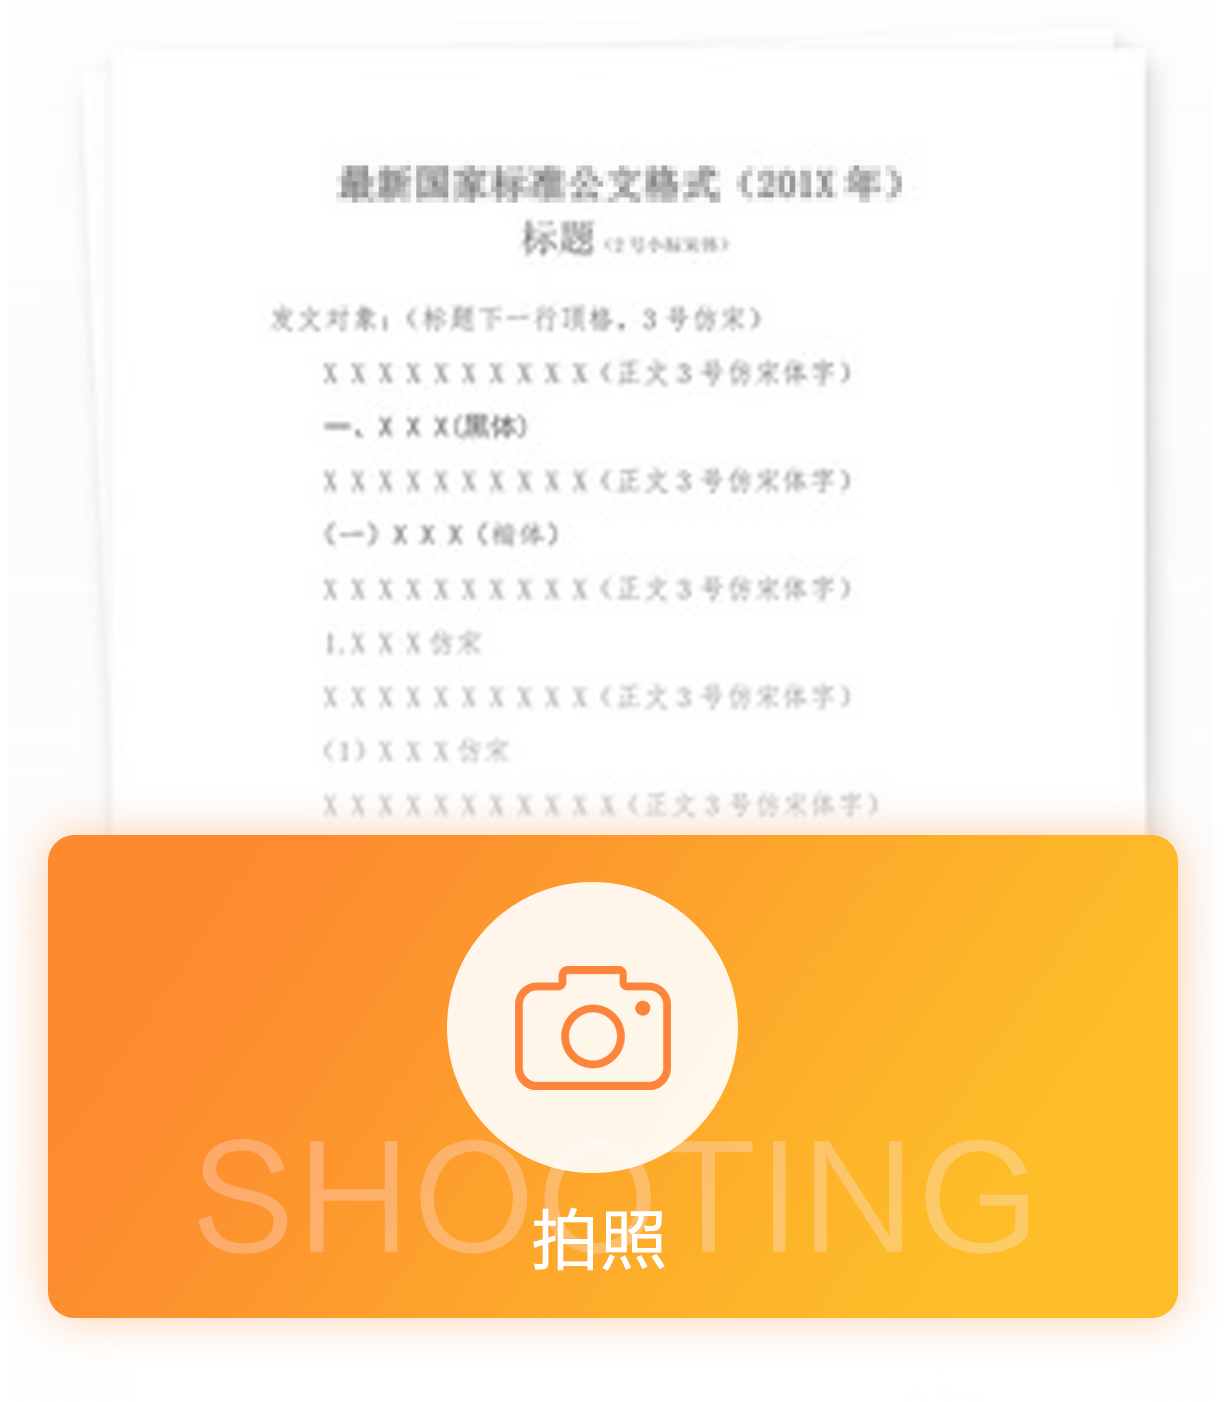 最新国家标准公文格式（201X 年）
标题（2 号小标宋体）
发文对象：（标题下一行顶格，3 号仿宋）
X X X X X X X X X X（正文 3 号仿宋体字）
一、X X X(黑体)
X X X X X X X X X X（正文 3 号仿宋体字）
（一）X X X（楷体）
X X X X X X X X X X（正文 3 号仿宋体字）
1.X X X 仿宋
X X X X X X X X X X（正文 3 号仿宋体字）
（1）X X X 仿宋
X X X X X X X X X X X（正文 3 号仿宋体字）
SHOOTING
拍照